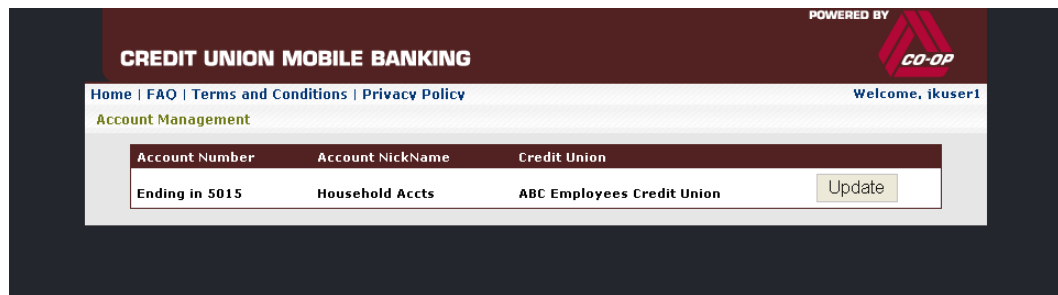 POWERED BY
CREDIT UNION MOBILE BANKING
CO-OP
Home | FAQ | Terms and Conditions | Privacy Policy Welcome, jkuser1
Account Management
Account Number Account NickName Credit Union
Ending in 5015 Household Accts ABC Employees Credit Union Update